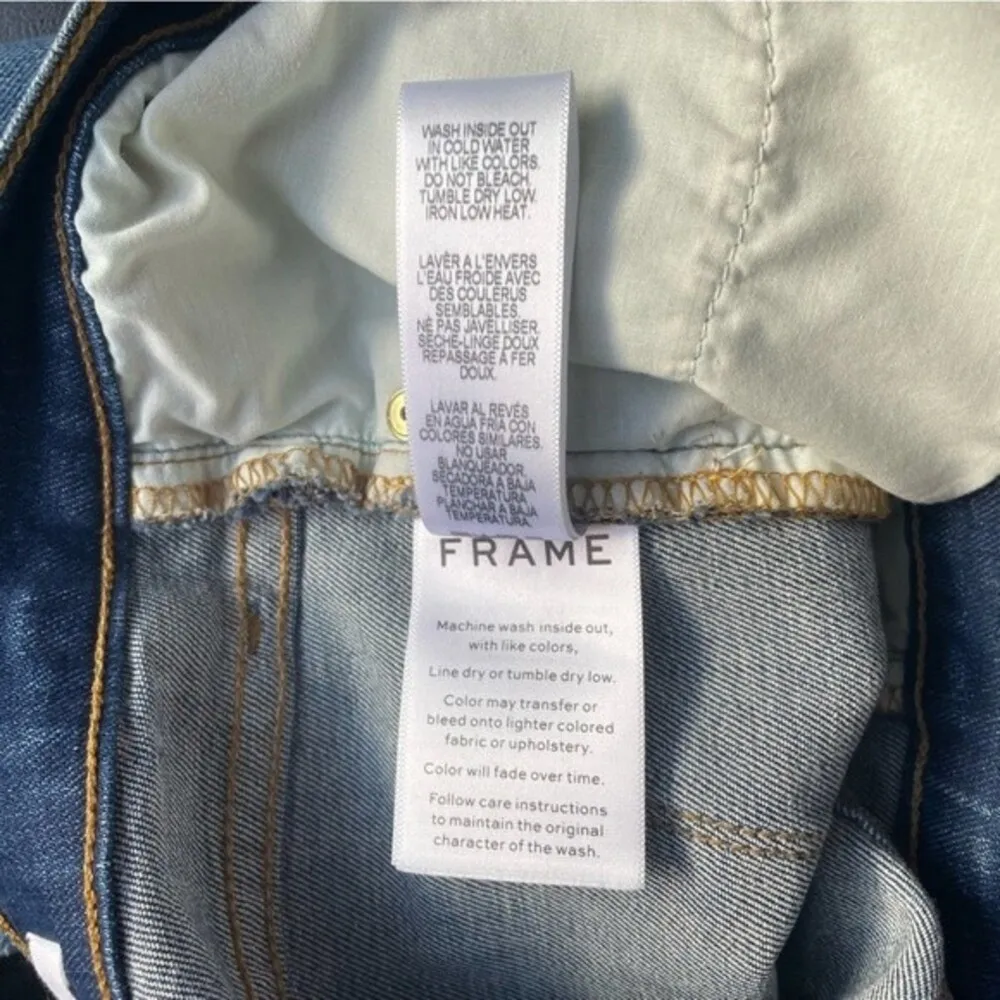 WASH INSIDE OUT
IN COLD WATER
WITH LIKE COLORS.
DO NOT BLEACH.
TUMBLE DRY LOW.
IRON LOW HEAT.
LAVÈR A L'ENVERS
L'EAU FROIDE AVEC
DES COULERUS
SEMBLABLES.
NÈ PAS JAVELLISER.
SÈCHE-LINGE DOUX
REPASSAGE À FER
DOUX.
LAVAR AL REVÉS
EN AGUA FRÍA CON
COLORES SIMILARES.
NO USAR
BLANQUEADOR.
SECADORA A BAJA
TEMPERATURA.
PLANCHAR A BAJA
TEMPERATURA.
FRAME
Machine wash inside out,
with like colors,
Line dry or tumble dry low.
Color may transfer or
bleed onto lighter colored
fabric or upholstery.
Color will fade over time.
Follow care instructions
to maintain the original
character of the wash.